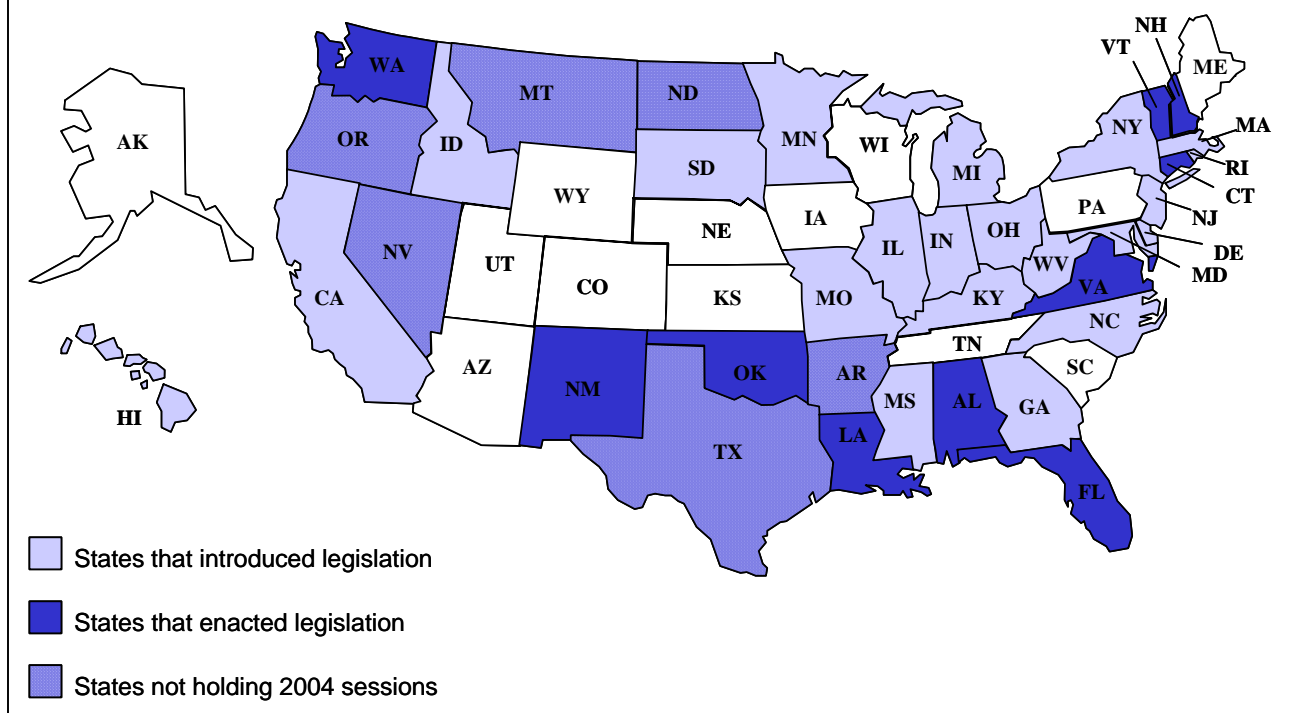 NH
VT
ME
WA
MT
ND
MN
NY
MA
AK
OR
ID
WI
SD
MI
RI
CT
WY
PA
NJ
NE
IA
OH
IL
IN
DE
NV
UT
WV
MD
CO
CA
KS
MO
KY
VA
NC
TN
AZ
SC
NM
OK
AR
MS
AL
GA
HI
LA
TX
FL
States that introduced legislation
States that enacted legislation
States not holding 2004 sessions